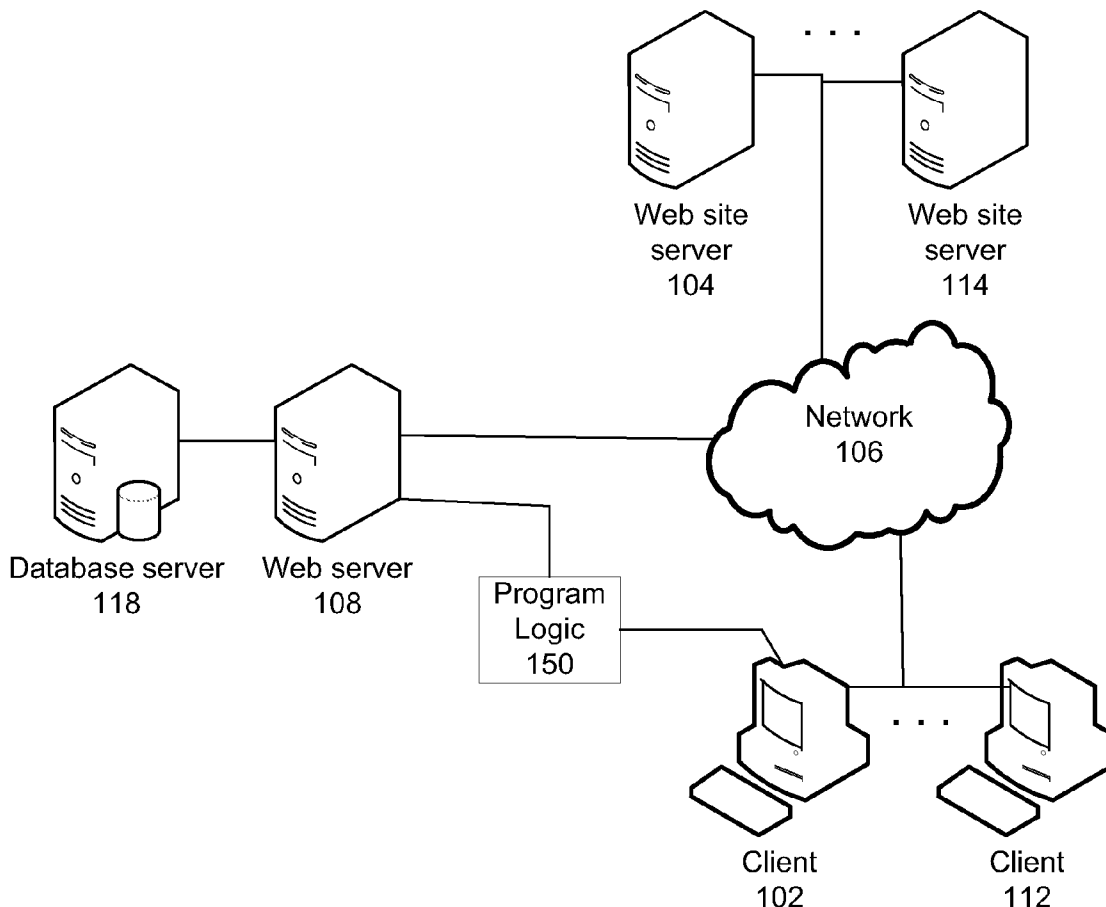 . . .
Web site
server
104
Web site
server
114
Network
106
Database server
118
Web server
108
Program
Logic
150
. . .
Client
102
Client
112